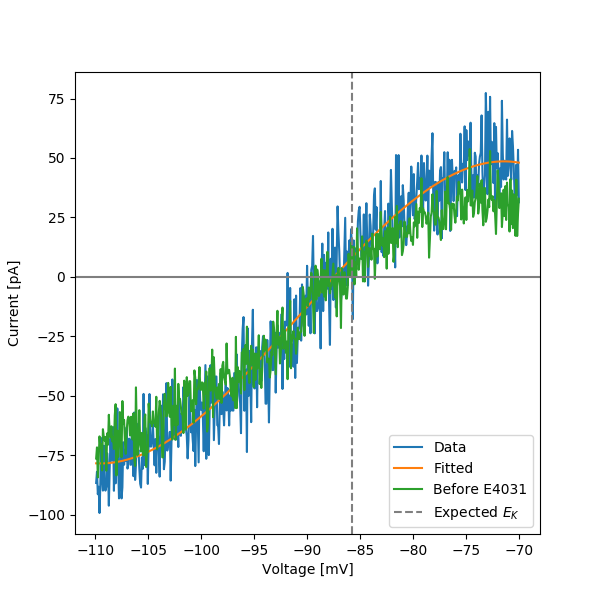 75
50
25
0
−25
−50
−75
−100
Current [pA]
−110 −105 −100 −95 −90 −85 −80 −75 −70
Voltage [mV]
Data
Fitted
Before E4031
Expected E_K